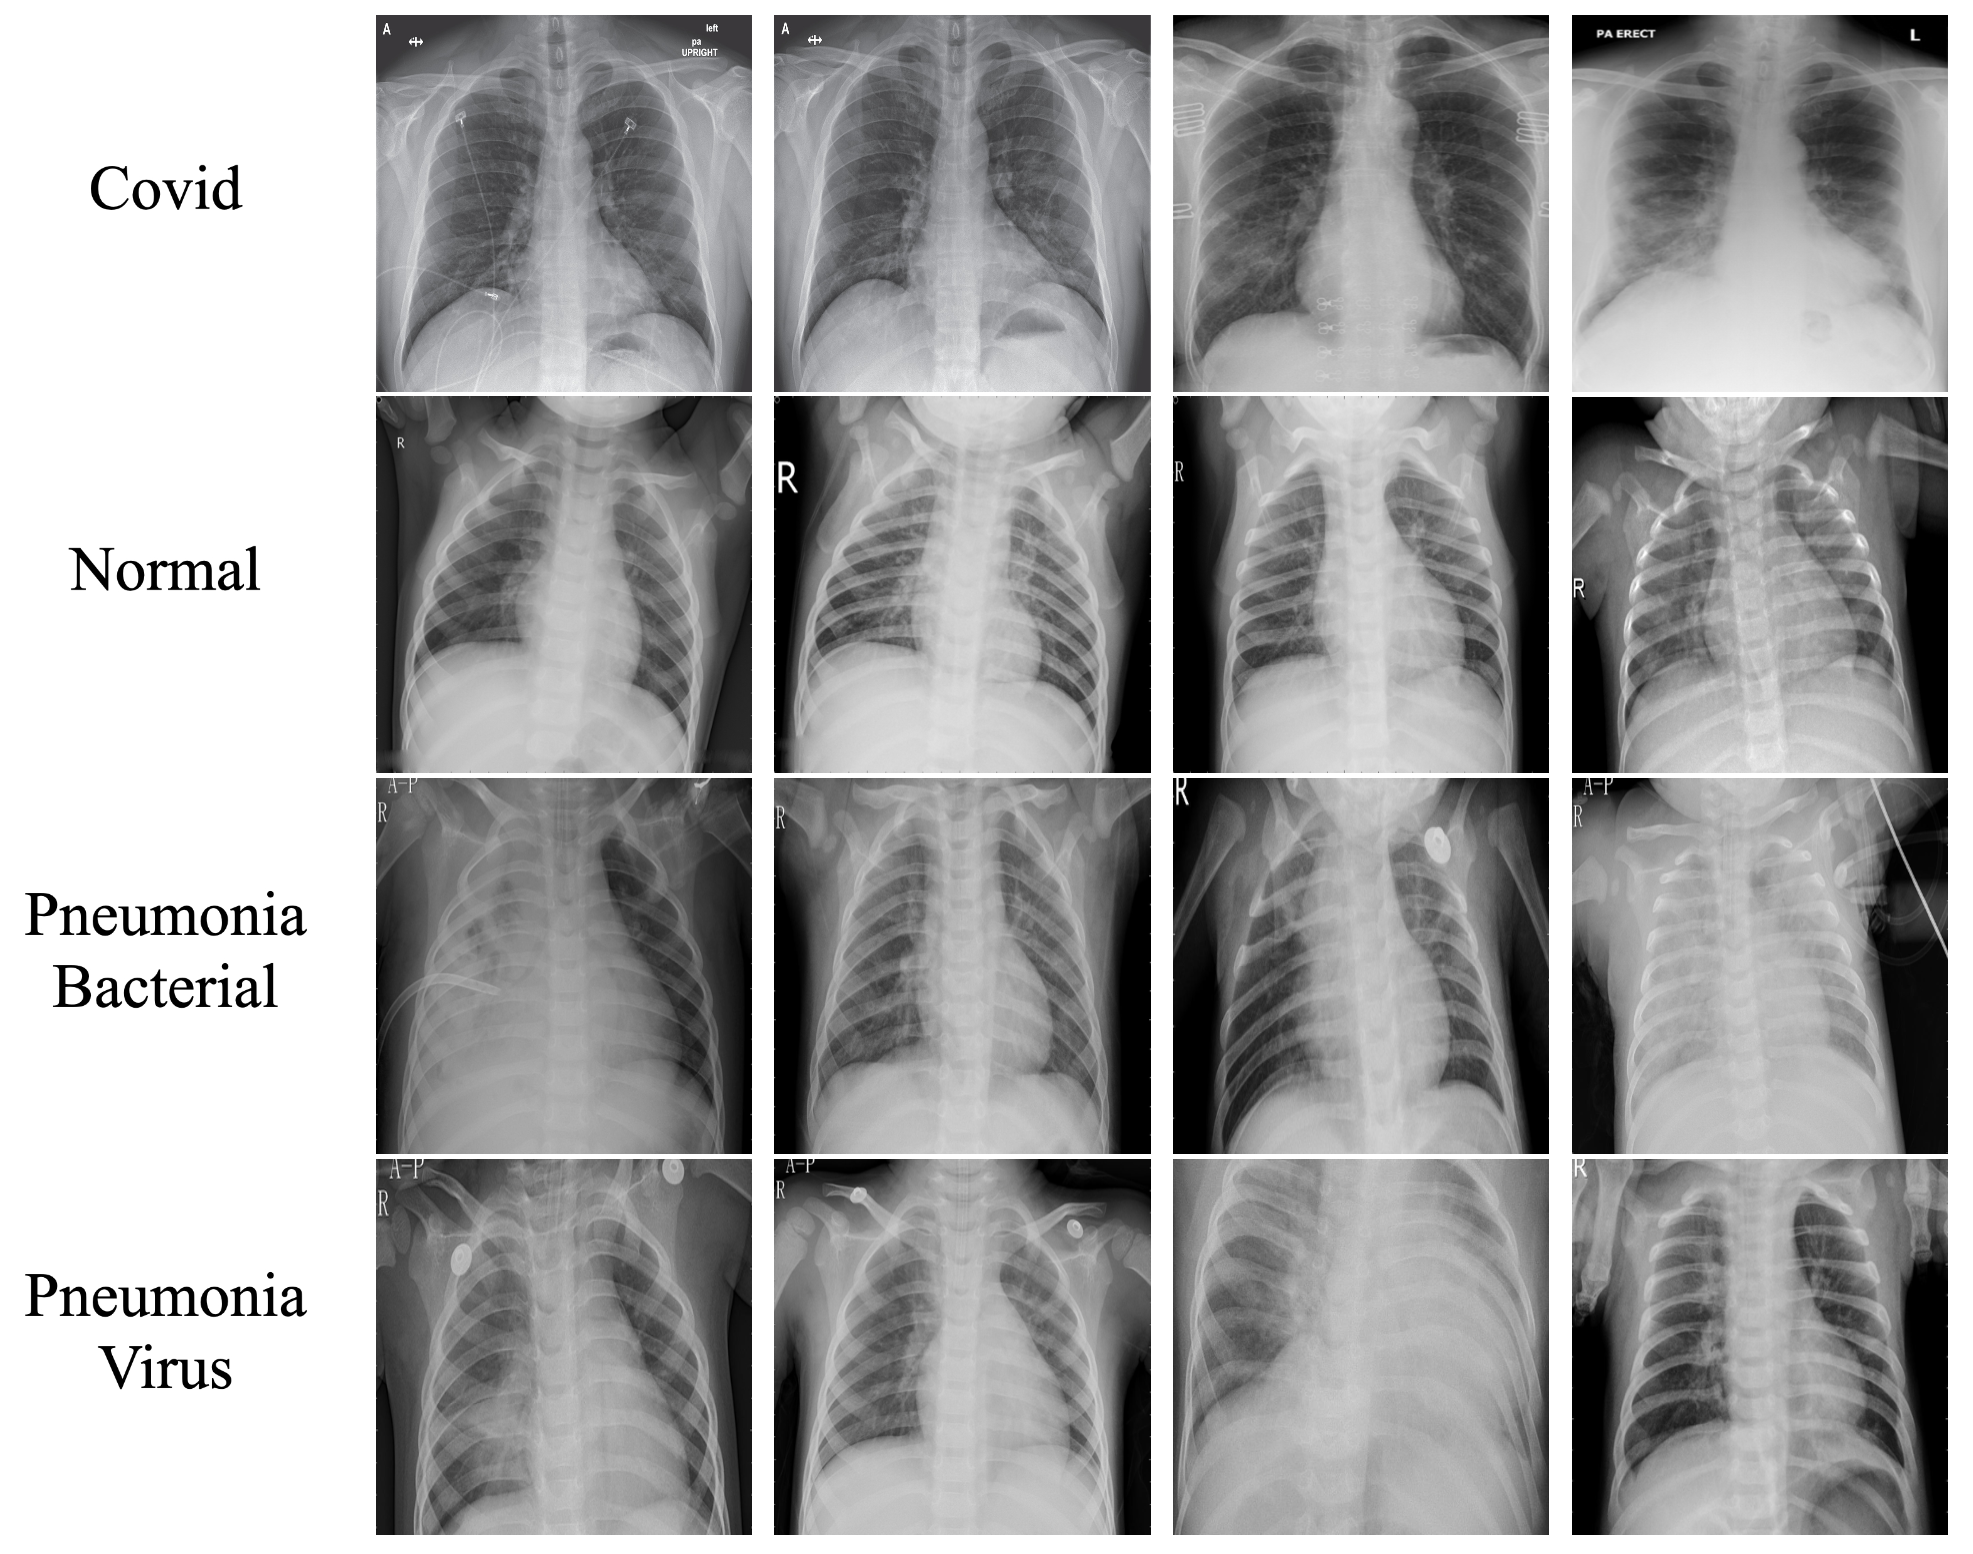 A
left
pa
UPRIGHT
A
PA ERECT
L
Covid
R
R
R
R
Normal
A-P
R
R
R
A-P
R
Pneumonia
Bacterial
A-P
R
A-P
R
R
Pneumonia
Virus